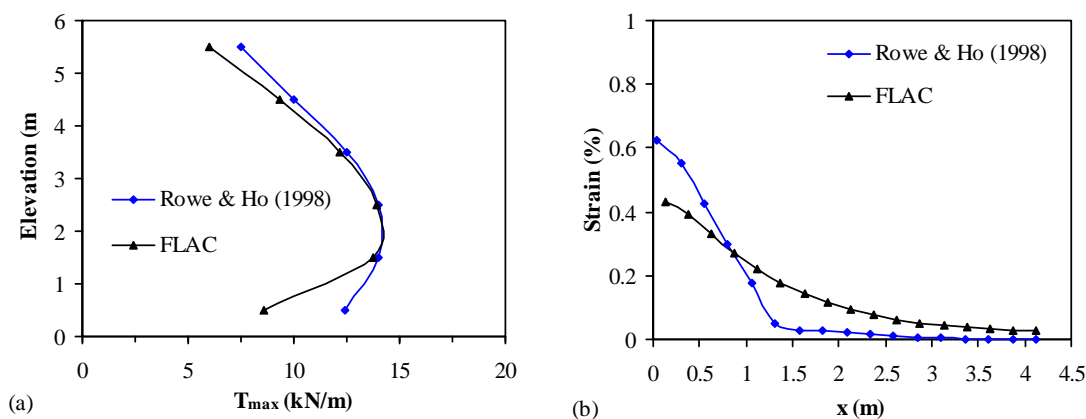 6
5
4
3
2
1
0
Elevation (m
Rowe & Ho (1998)
FLAC
0 5 10 15 20
T max (kN/m)
(a)
1
0.8
0.6
0.4
0.2
0
Strain (%)
Rowe & Ho (1998)
FLAC
0 0.5 1 1.5 2 2.5 3 3.5 4 4.5
x (m)
(b)